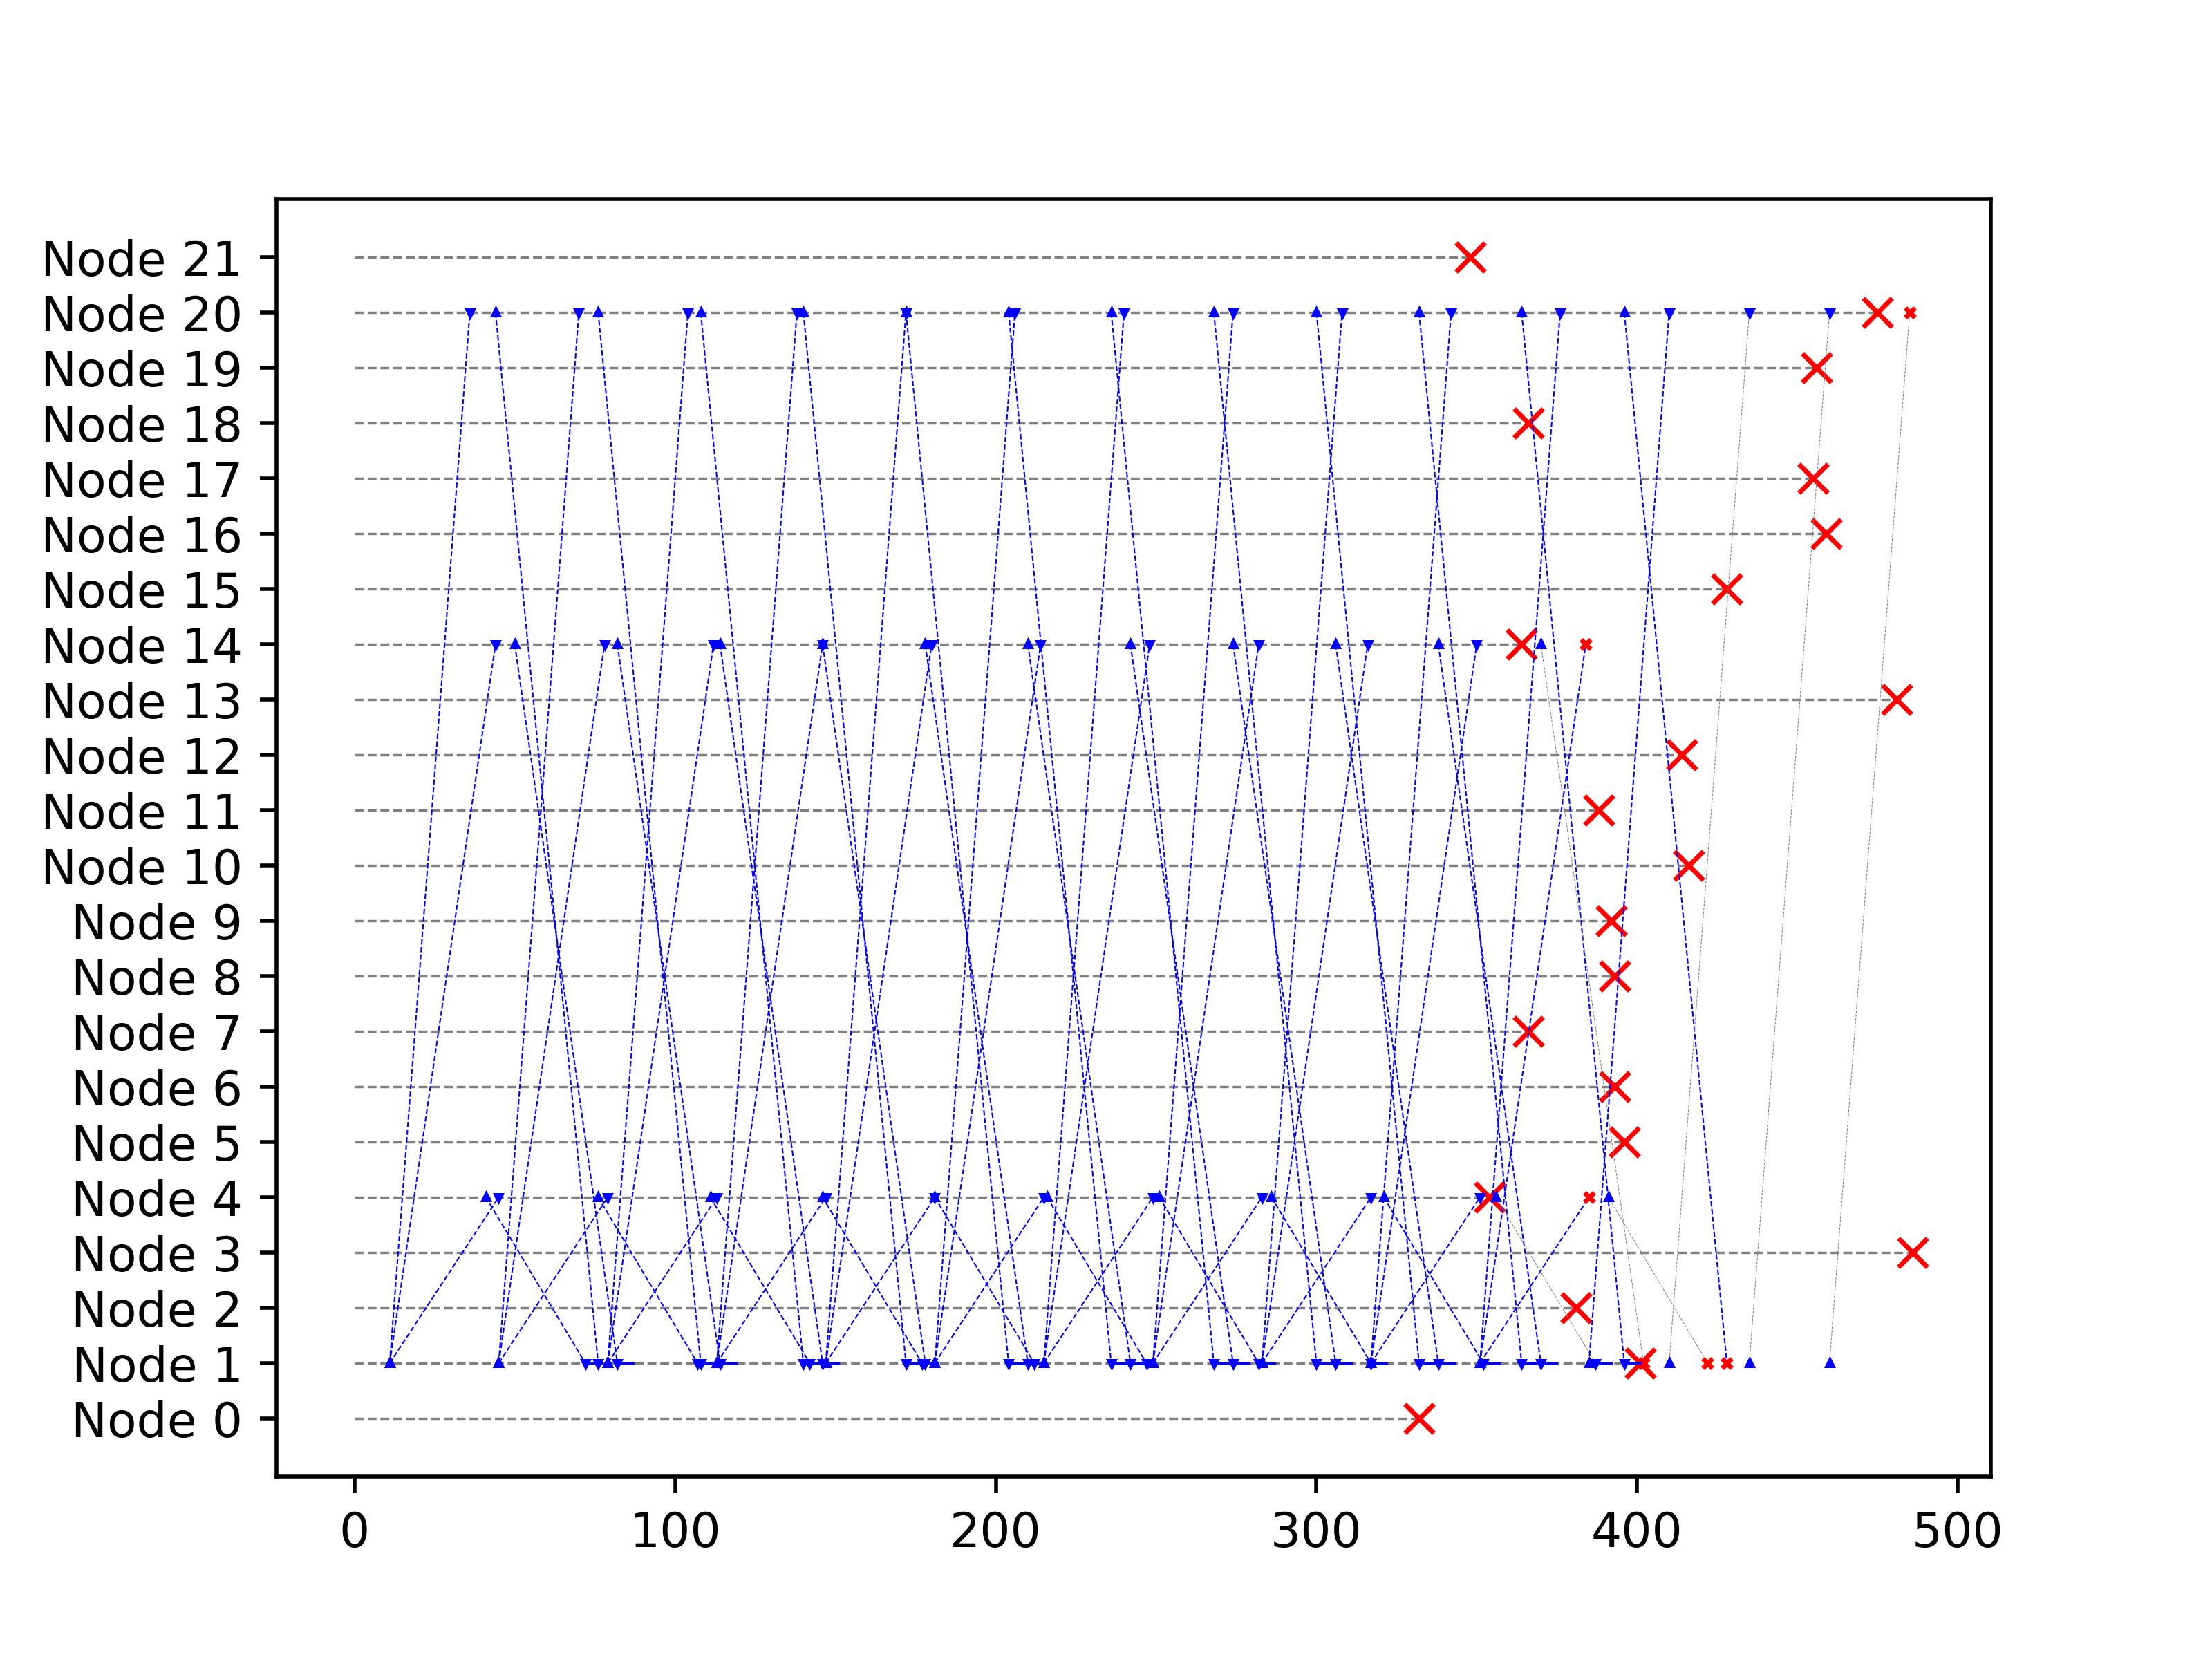 Node 21
Node 20
Node 19
Node 18
Node 17
Node 16
Node 15
Node 14
Node 13
Node 12
Node 11
Node 10
Node 9
Node 8
Node 7
Node 6
Node 5
Node 4
Node 3
Node 2
Node 1
Node 0
0 100 200 300 400 500